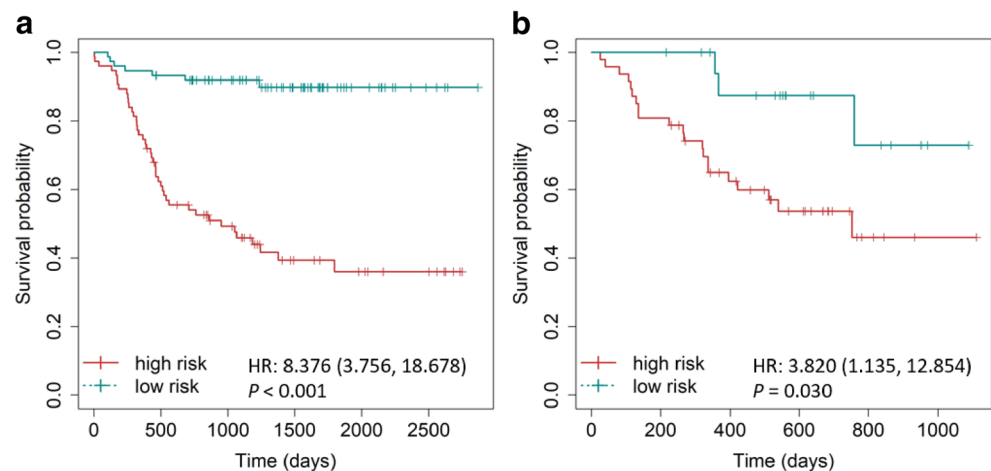 a
Survival probability
1.0
0.8
0.6
0.4
0.2
0.0
high risk HR: 8.376 (3.756, 18.678)
low risk P < 0.001
0 500 1000 1500 2000 2500
Time (days)
b
Survival probability
1.0
0.8
0.6
0.4
0.2
0.0
high risk HR: 3.820 (1.135, 12.854)
low risk P = 0.030
0 200 400 600 800 1000
Time (days)